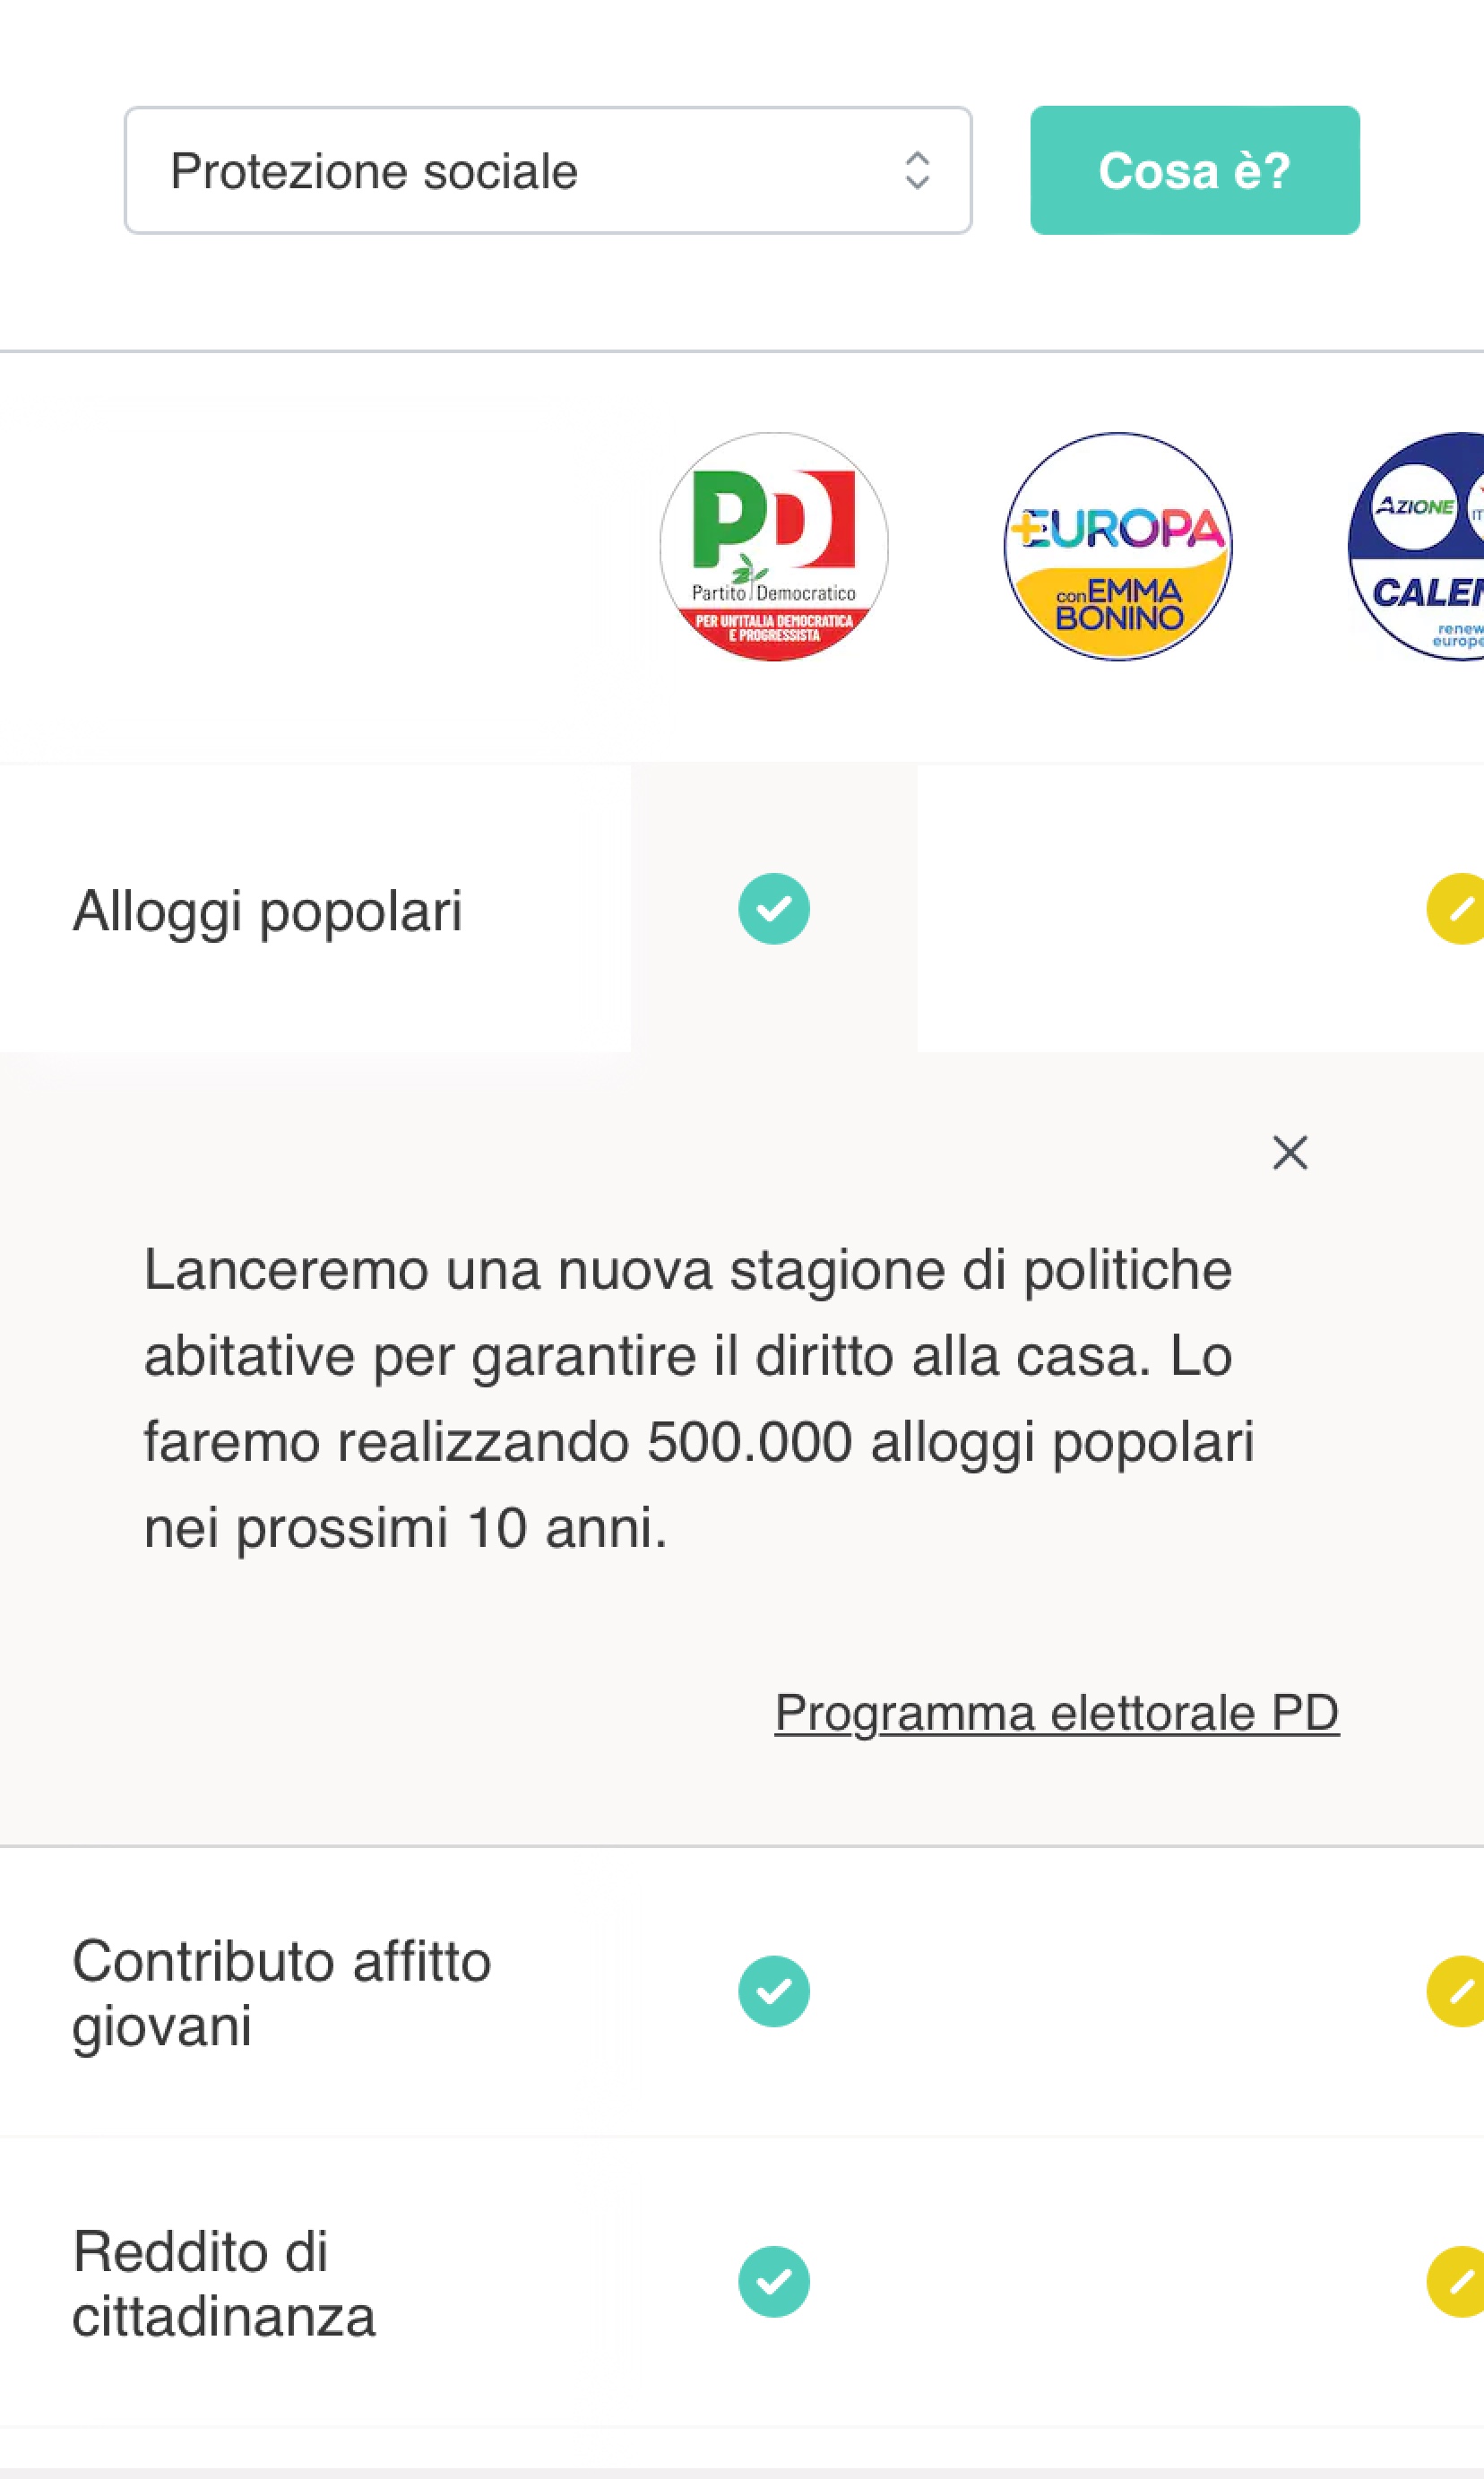 Protezione sociale
Cosa è?
PD
Partito Democratico
PER UN'ITALIA DEMOCRATICA
E PROGRESSISTA
+EUROPA
con EMMA
BONINO
AZIONE
IT
CALEN
renew
europe
Alloggi popolari
Lanceremo una nuova stagione di politiche
abitative per garantire il diritto alla casa. Lo
faremo realizzando 500.000 alloggi popolari
nei prossimi 10 anni.
Programma elettorale PD
Contributo affitto
giovani
Reddito di
cittadinanza